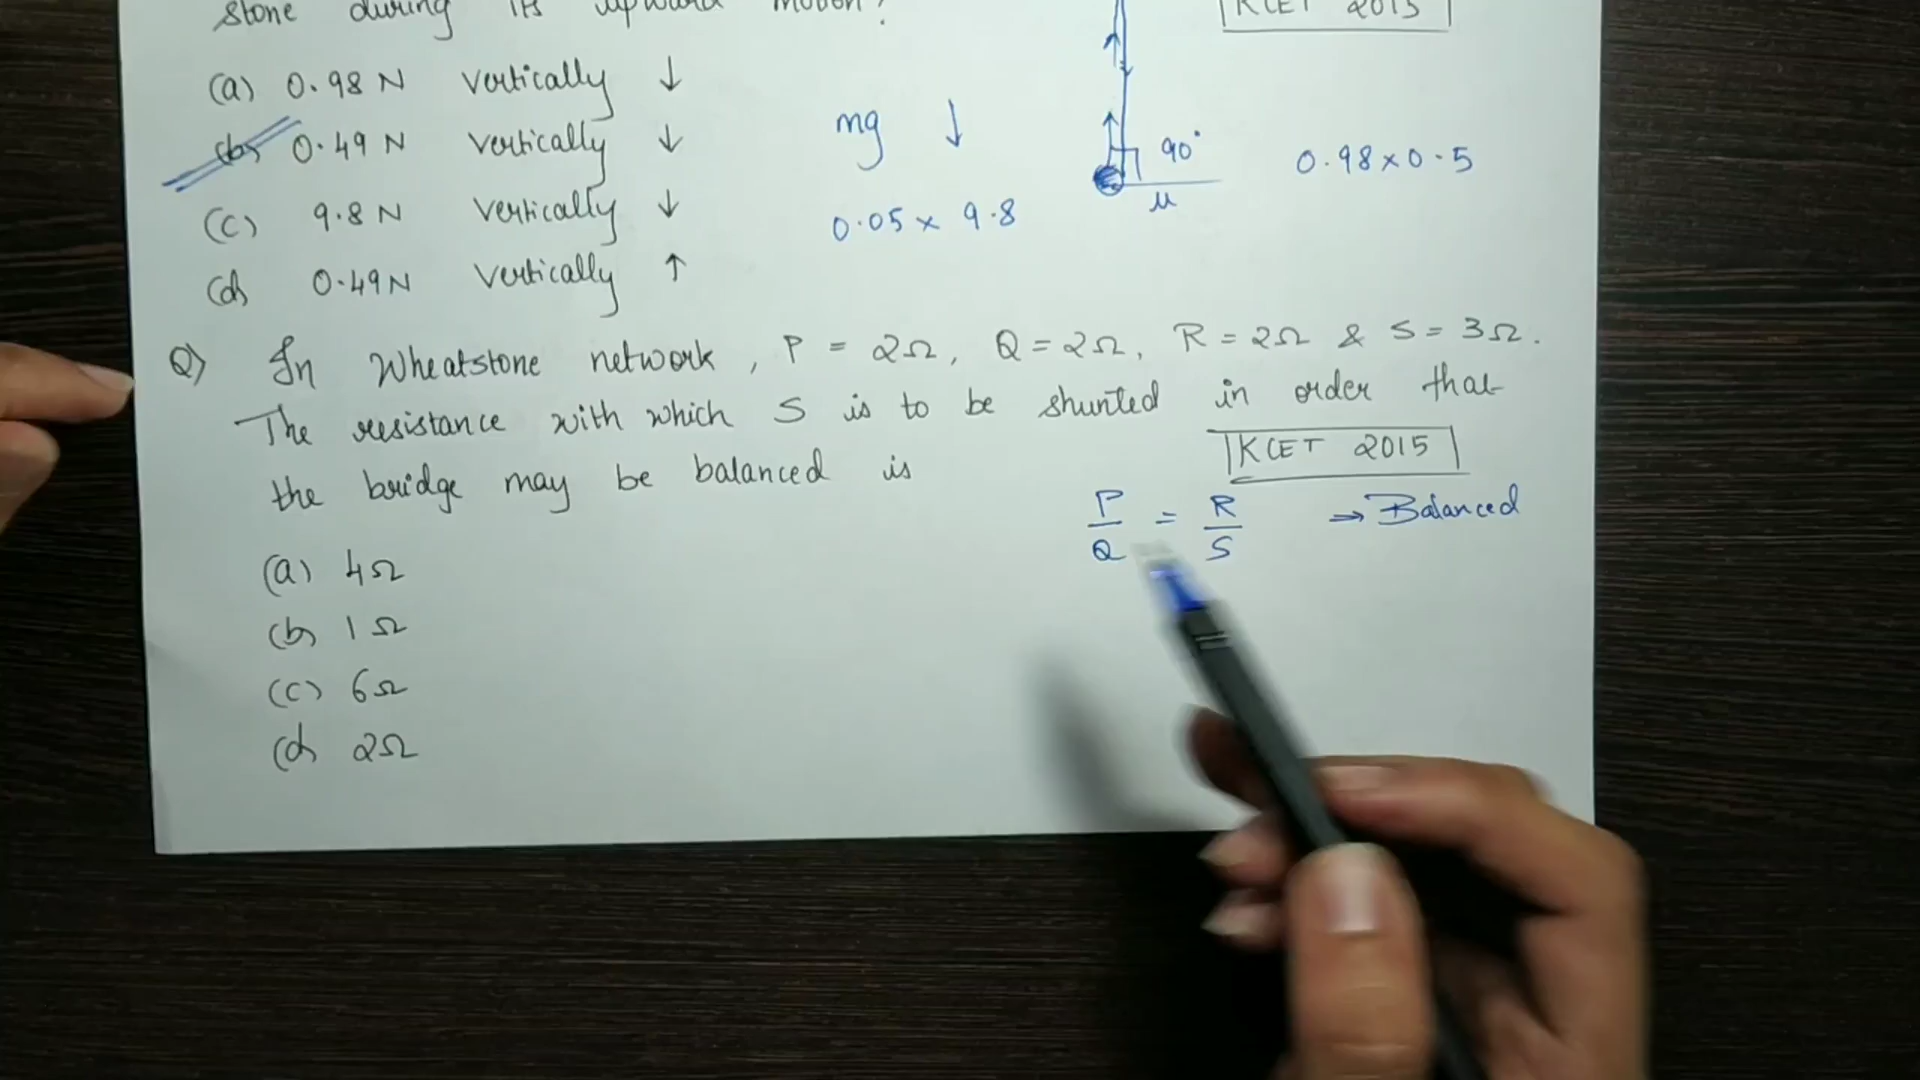 stone during its upward motion?
KCET 2015
(a) 0.98 N vertically ↓
(b) 0.49 N vertically ↓
mg ↓
90°
0.98 x 0.5
(c) 9.8 N vertically ↓
0.05 x 9.8
u
(d) 0.49 N vertically ↑
Q) In Wheatstone network, P = 2Ω, Q = 2Ω, R = 2Ω & S = 3Ω.
The resistance with which S is to be shunted in order that
the bridge may be balanced is
KCET 2015
P/Q = R/S → Balanced
(a) 4Ω
(b) 1Ω
(c) 6Ω
(d) 2Ω